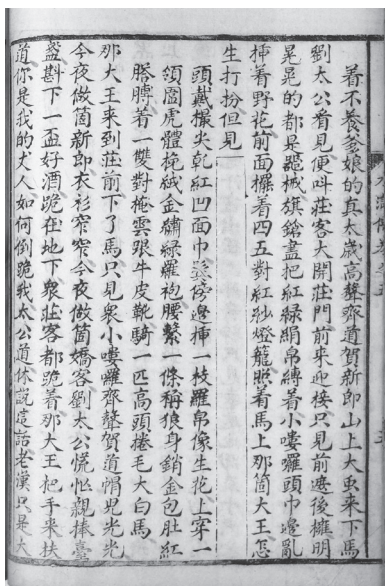 着不養爹娘的真太歲高聲齊道賀新郎山上大虫来下馬
劉太公看見便呌莊客大開莊門前来迎接只見前遮後擁明
晃晃的都是噐械旗鎗盡把紅綠絹帛縛着小嘍囉頭巾邊亂
揷着野花前面擺着四五對紅紗燈籠照着馬上那箇大王怎
生打扮但見
頭戴撮尖乾紅凹面巾鬂傍邊揷一枝羅帛像生花上穿一
領圍虎體挽絨金繡綠羅袍腰繫一條稱狼身銷金包肚紅
搭膊着一雙對掩雲跟牛皮靴騎一匹高頭捲毛大白馬
那大王来到莊前下了馬只見衆小嘍囉齊聲賀道帽兒光光
今夜做箇新郎衣衫窄窄今夜做箇嬌客劉太公慌忙親捧臺
盞斟下一盃好酒跪在地下衆莊客都跪着那大王把手来扶
道你是我的丈人如何倒跪我太公道休說這話老漢只是大